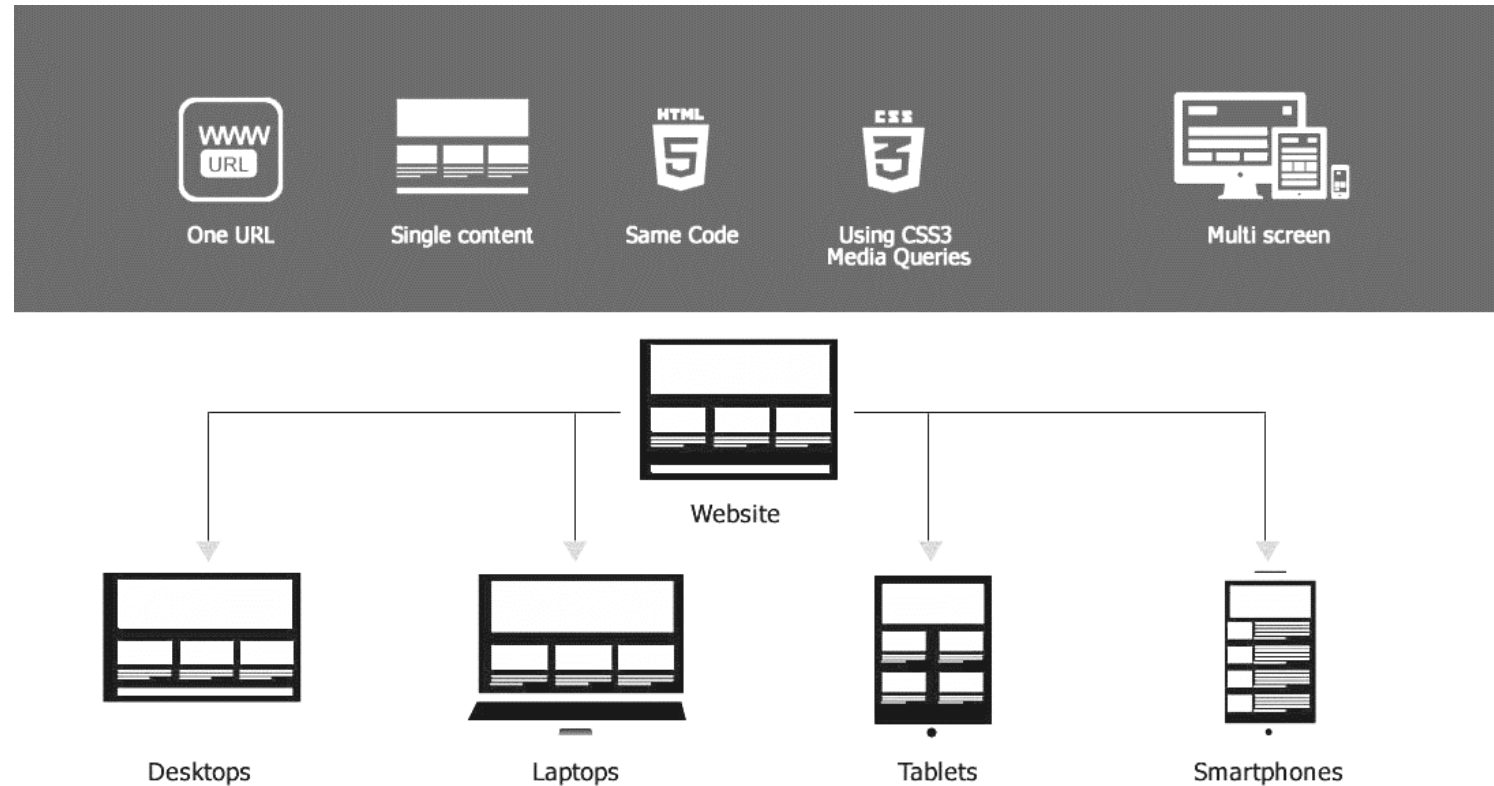 WWW
URL
HTML
5
CSS
3
One URL
Single content
Same Code
Using CSS3
Media Queries
Multi screen
Website
Desktops
Laptops
Tablets
Smartphones